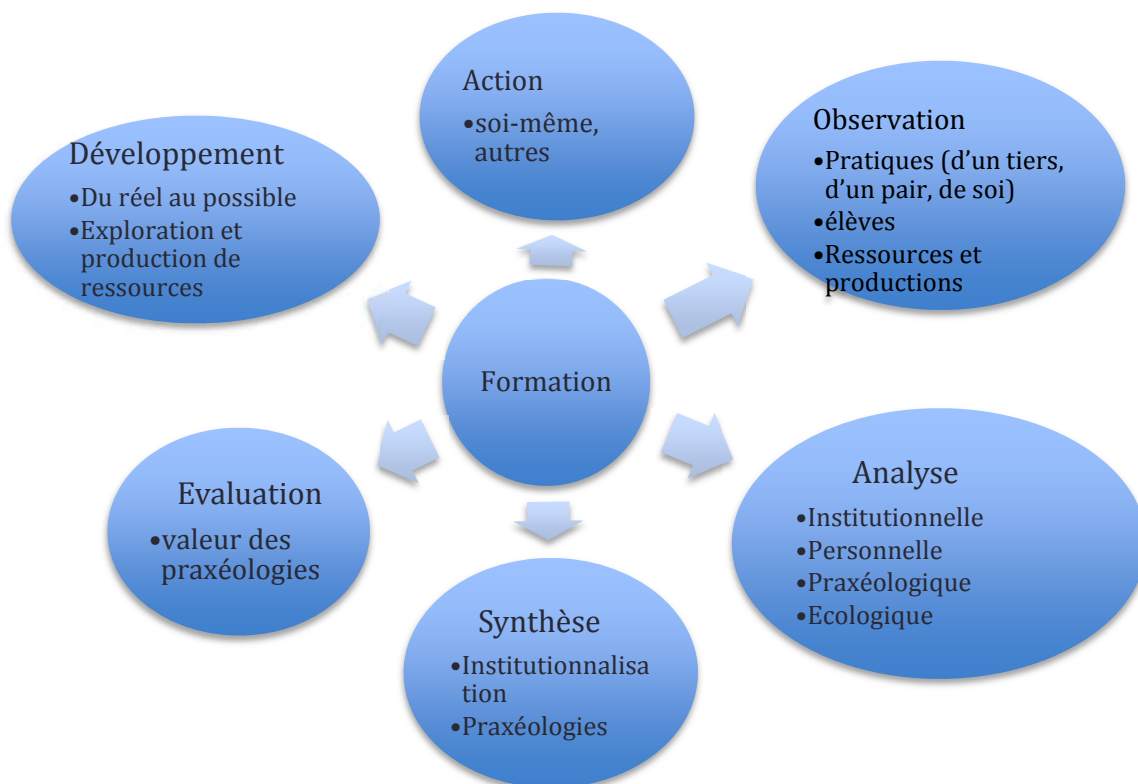 Action
•soi-même,
autres
Observation
•Pratiques (d'un tiers,
d'un pair, de soi)
•élèves
•Ressources et
productions
Développement
•Du réel au possible
•Exploration et
production de
ressources
Formation
Analyse
•Institutionnelle
•Personnelle
•Praxéologique
•Ecologique
Evaluation
•valeur des
praxéologies
Synthèse
•Institutionnalisa
tion
•Praxéologies